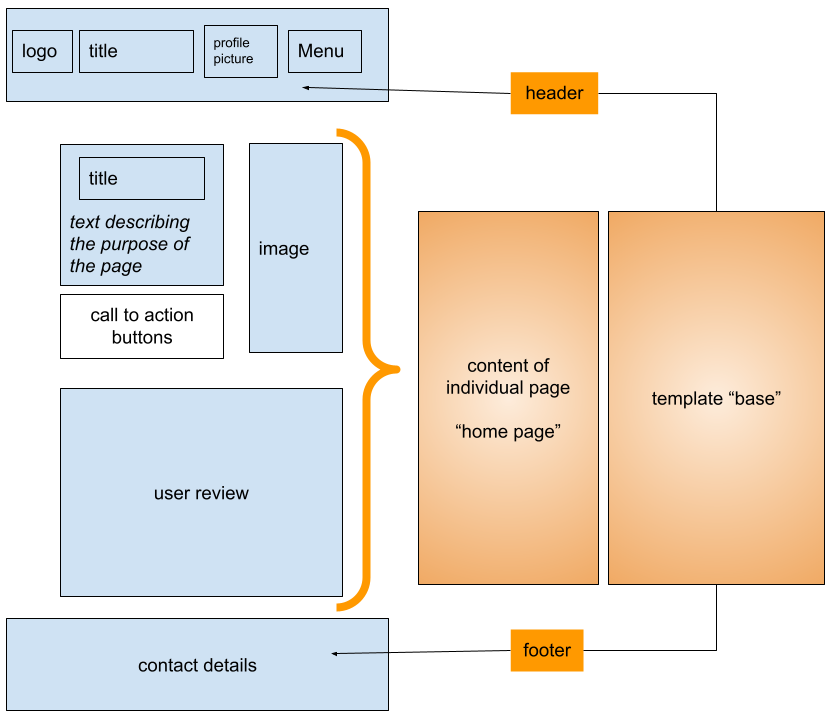 logo
title
profile
picture
Menu
header
title
text describing
the purpose of
the page
image
call to action
buttons
content of
individual page
“home page”
template “base”
user review
footer
contact details